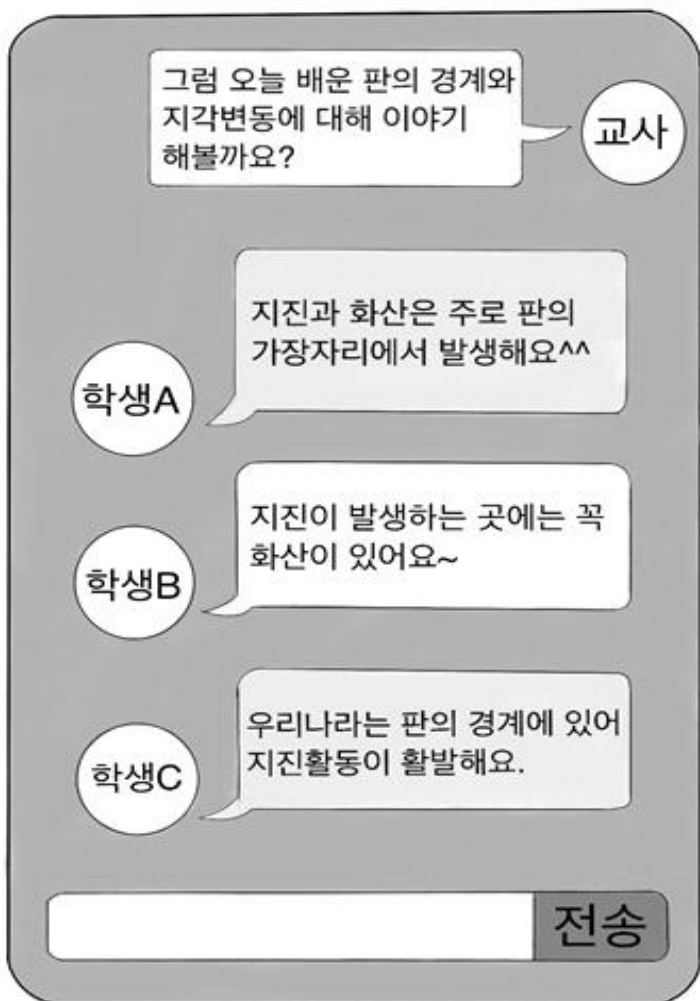 그럼 오늘 배운 판의 경계와
지각변동에 대해 이야기
해볼까요?
교사
지진과 화산은 주로 판의
가장자리에서 발생해요^^
학생A
지진이 발생하는 곳에는 꼭
화산이 있어요~
학생B
우리나라는 판의 경계에 있어
지진활동이 활발해요.
학생C
전송